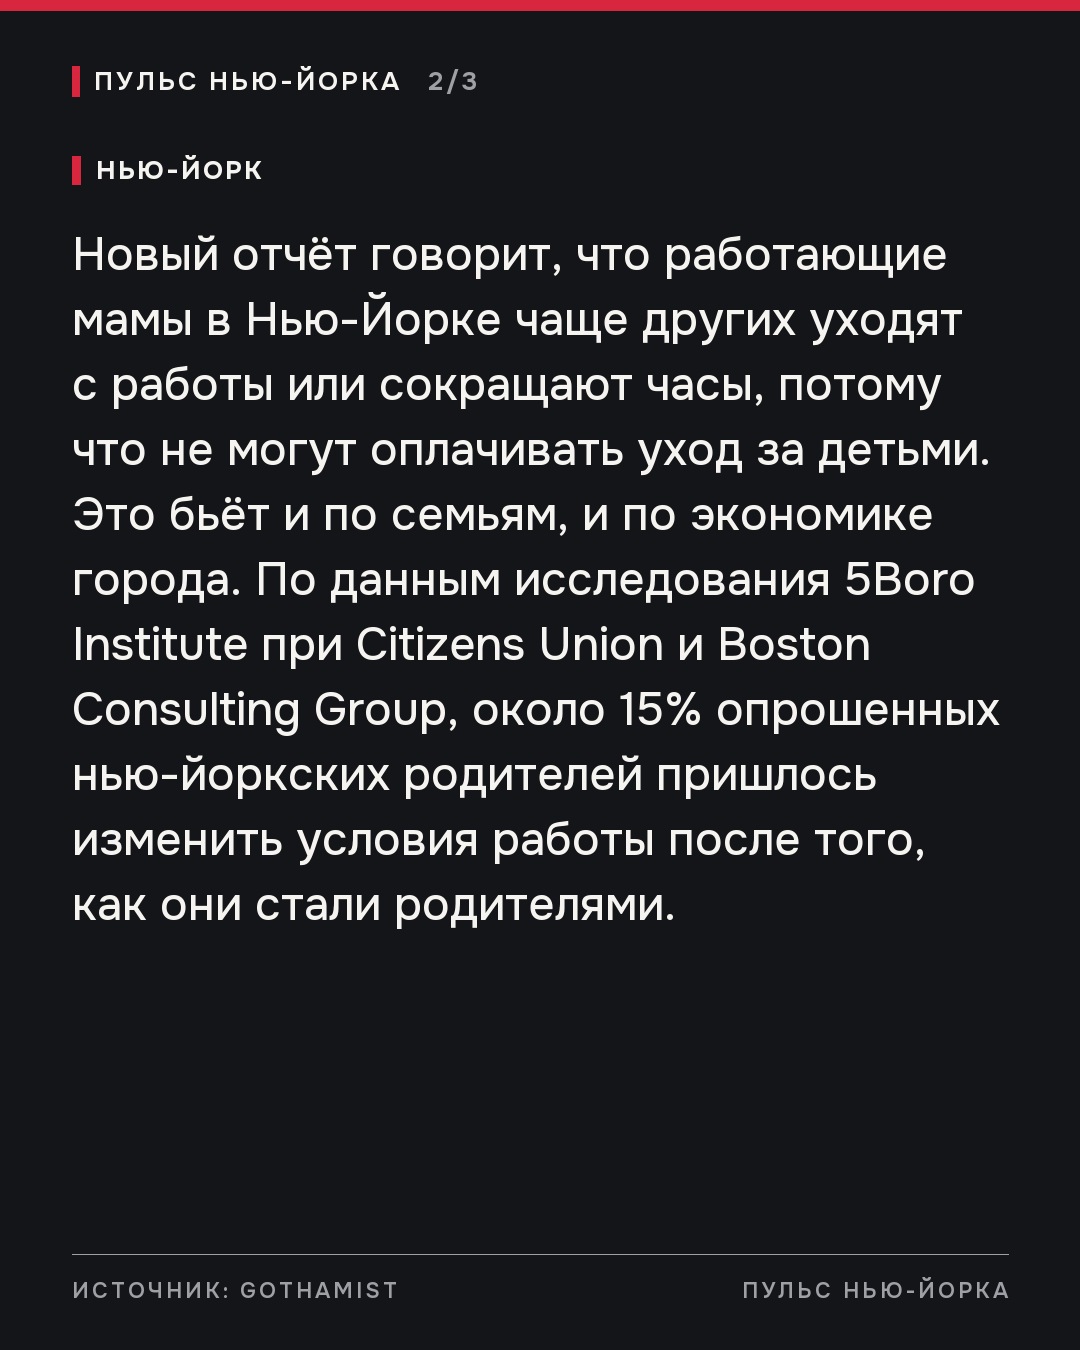 ПУЛЬС НЬЮ-ЙОРКА 2/3
НЬЮ-ЙОРК
Новый отчёт говорит, что работающие
мамы в Нью-Йорке чаще других уходят
с работы или сокращают часы, потому
что не могут оплачивать уход за детьми.
Это бьёт и по семьям, и по экономике
города. По данным исследования 5Boro
Institute при Citizens Union и Boston
Consulting Group, около 15% опрошенных
нью-йоркских родителей пришлось
изменить условия работы после того,
как они стали родителями.
ИСТОЧНИК: GOTHAMIST
ПУЛЬС НЬЮ-ЙОРКА